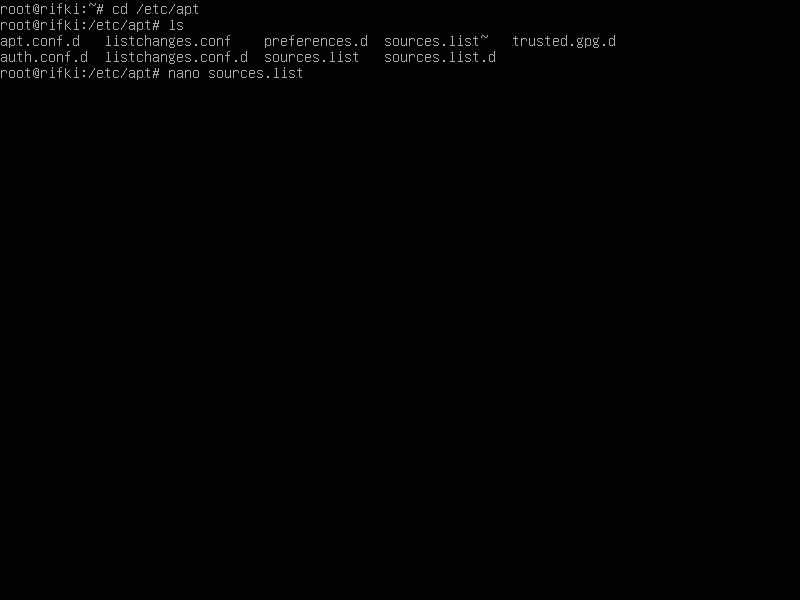 root@rifki:~# cd /etc/apt
root@rifki:/etc/apt# ls
apt.conf.d   listchanges.conf    preferences.d  sources.list~   trusted.gpg.d
auth.conf.d  listchanges.conf.d  sources.list   sources.list.d
root@rifki:/etc/apt# nano sources.list